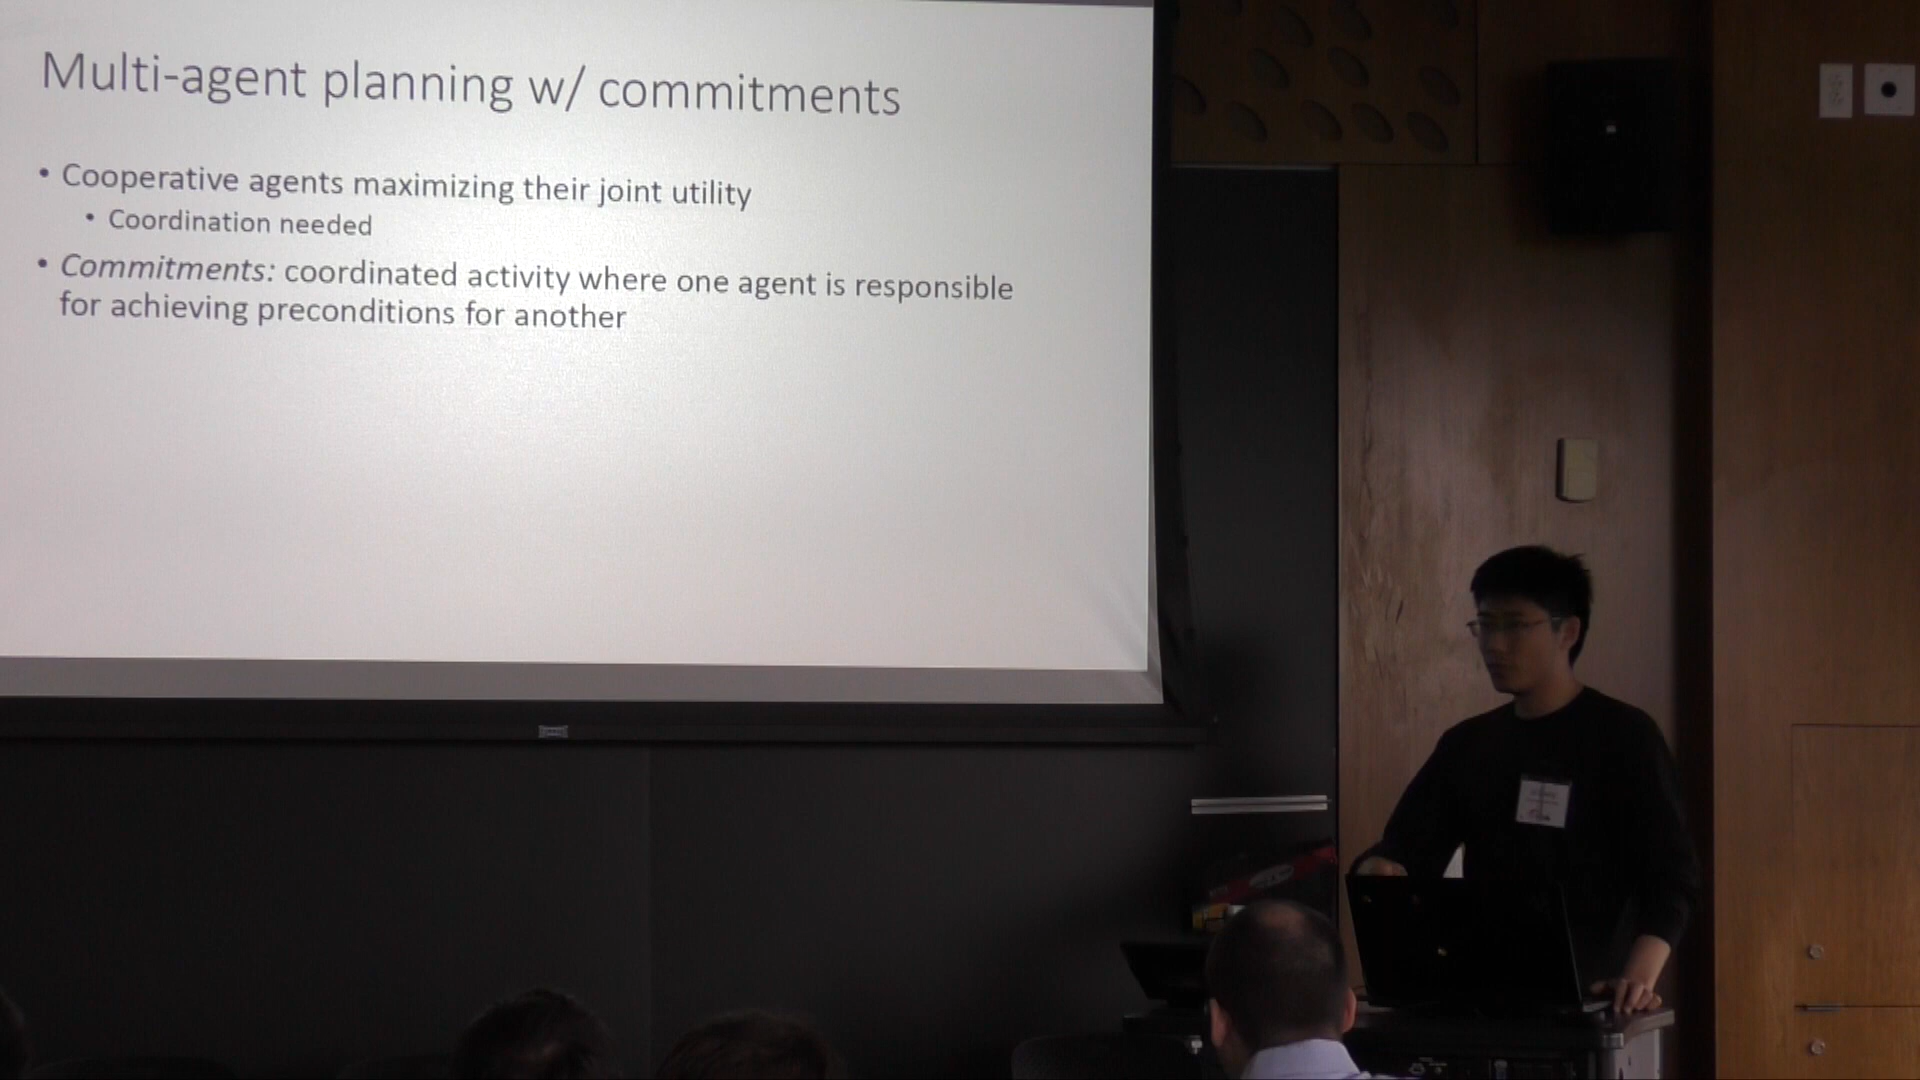 Multi-agent planning w/ commitments
• Cooperative agents maximizing their joint utility
• Coordination needed
• Commitments: coordinated activity where one agent is responsible
for achieving preconditions for another